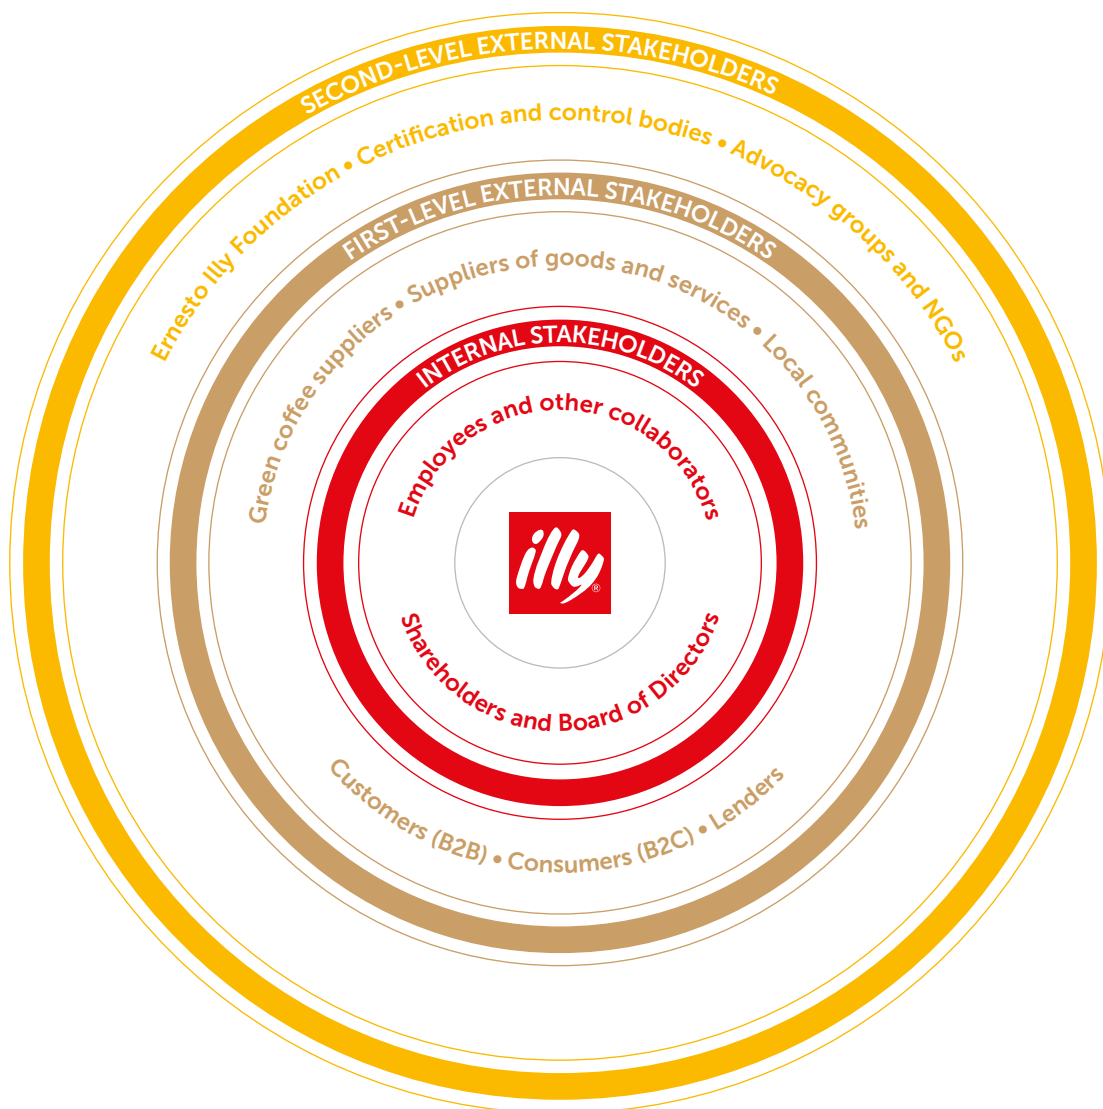 SECOND-LEVEL EXTERNAL STAKEHOLDERS
Ernesto Illy Foundation • Certification and control bodies • Advocacy groups and NGOs
FIRST-LEVEL EXTERNAL STAKEHOLDERS
Green coffee suppliers • Suppliers of goods and services • Local communities
INTERNAL STAKEHOLDERS
Employees and other collaborators
illy®
Shareholders and Board of Directors
Customers (B2B) • Consumers (B2C) • Lenders